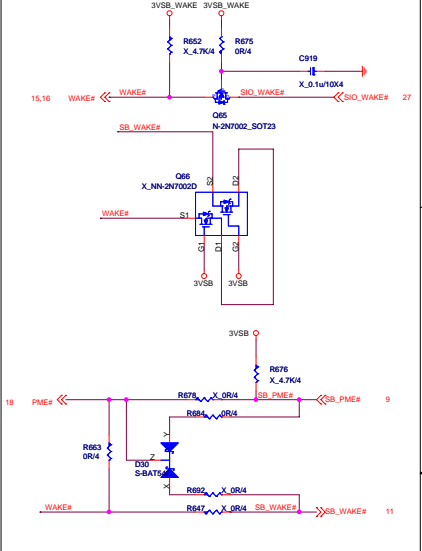 3VSB_WAKE 3VSB_WAKE
R652
X_4.7K/4
R675
0R/4
C919
X_0.1u/10X4
15,16 WAKE# WAKE# SIO_WAKE# SIO_WAKE# 27
Q65
N-2N7002_SOT23
SB_WAKE#
Q66
X_NN-2N7002D
S2
D2
WAKE#
S1
G1
D1
G2
3VSB 3VSB
3VSB
R676
X_4.7K/4
18 PME# R678 X_0R/4 SB_PME# SB_PME# 9
R684 0R/4
R663
0R/4
Y
Z
D30
X
R692 X_0R/4
WAKE# R647 X_0R/4 SB_WAKE# SB_WAKE# 11